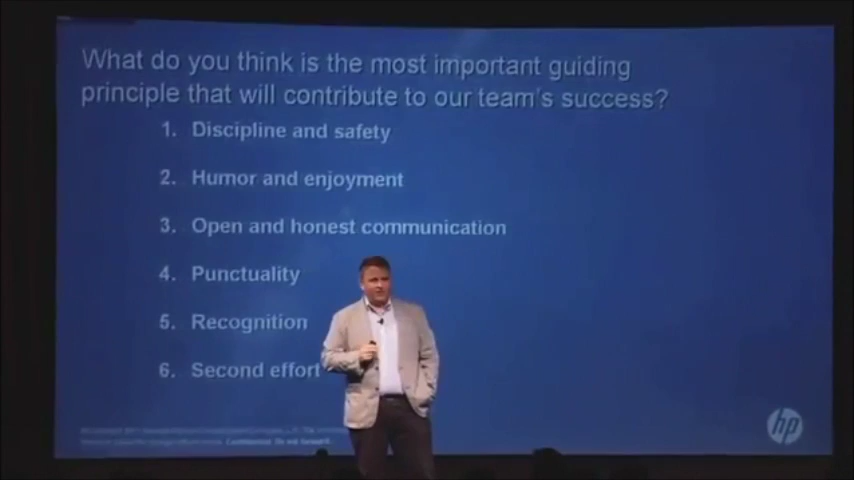 What do you think is the most important guiding
principle that will contribute to our team's success?
1. Discipline and safety
2. Humor and enjoyment
3. Open and honest communication
4. Punctuality
5. Recognition
6. Second effort
hp